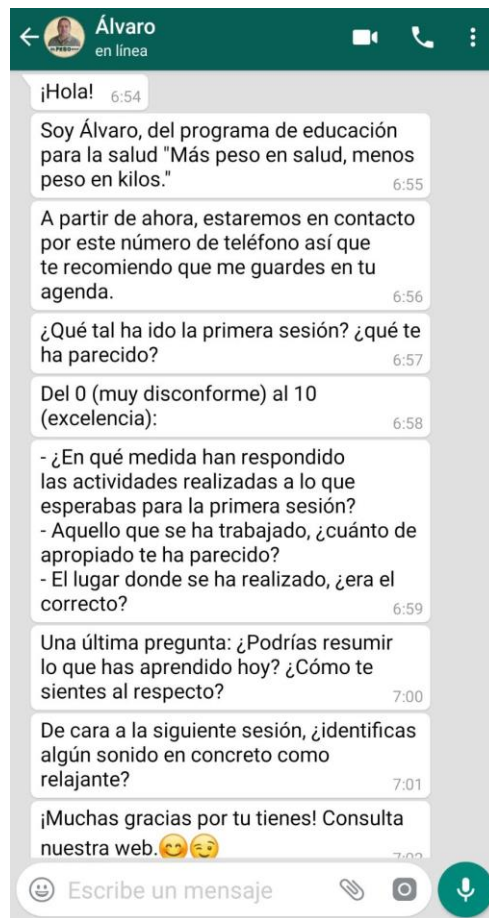 Álvaro
en línea
¡Hola! 6:54
Soy Álvaro, del programa de educación
para la salud "Más peso en salud, menos
peso en kilos."
6:55
A partir de ahora, estaremos en contacto
por este número de teléfono así que
te recomiendo que me guardes en tu
agenda.
6:56
¿Qué tal ha ido la primera sesión? ¿qué te
ha parecido?
6:57
Del 0 (muy disconforme) al 10
(excelencia):
6:58
- ¿En qué medida han respondido
las actividades realizadas a lo que
esperabas para la primera sesión?
- Aquello que se ha trabajado, ¿cuánto de
apropiado te ha parecido?
- El lugar donde se ha realizado, ¿era el
correcto?
6:59
Una última pregunta: ¿Podrías resumir
lo que has aprendido hoy? ¿Cómo te
sientes al respecto?
7:00
De cara a la siguiente sesión, ¿identificas
algún sonido en concreto como
relajante?
7:01
¡Muchas gracias por tu tienes! Consulta
nuestra web.😊😉
7:02
Escribe un mensaje